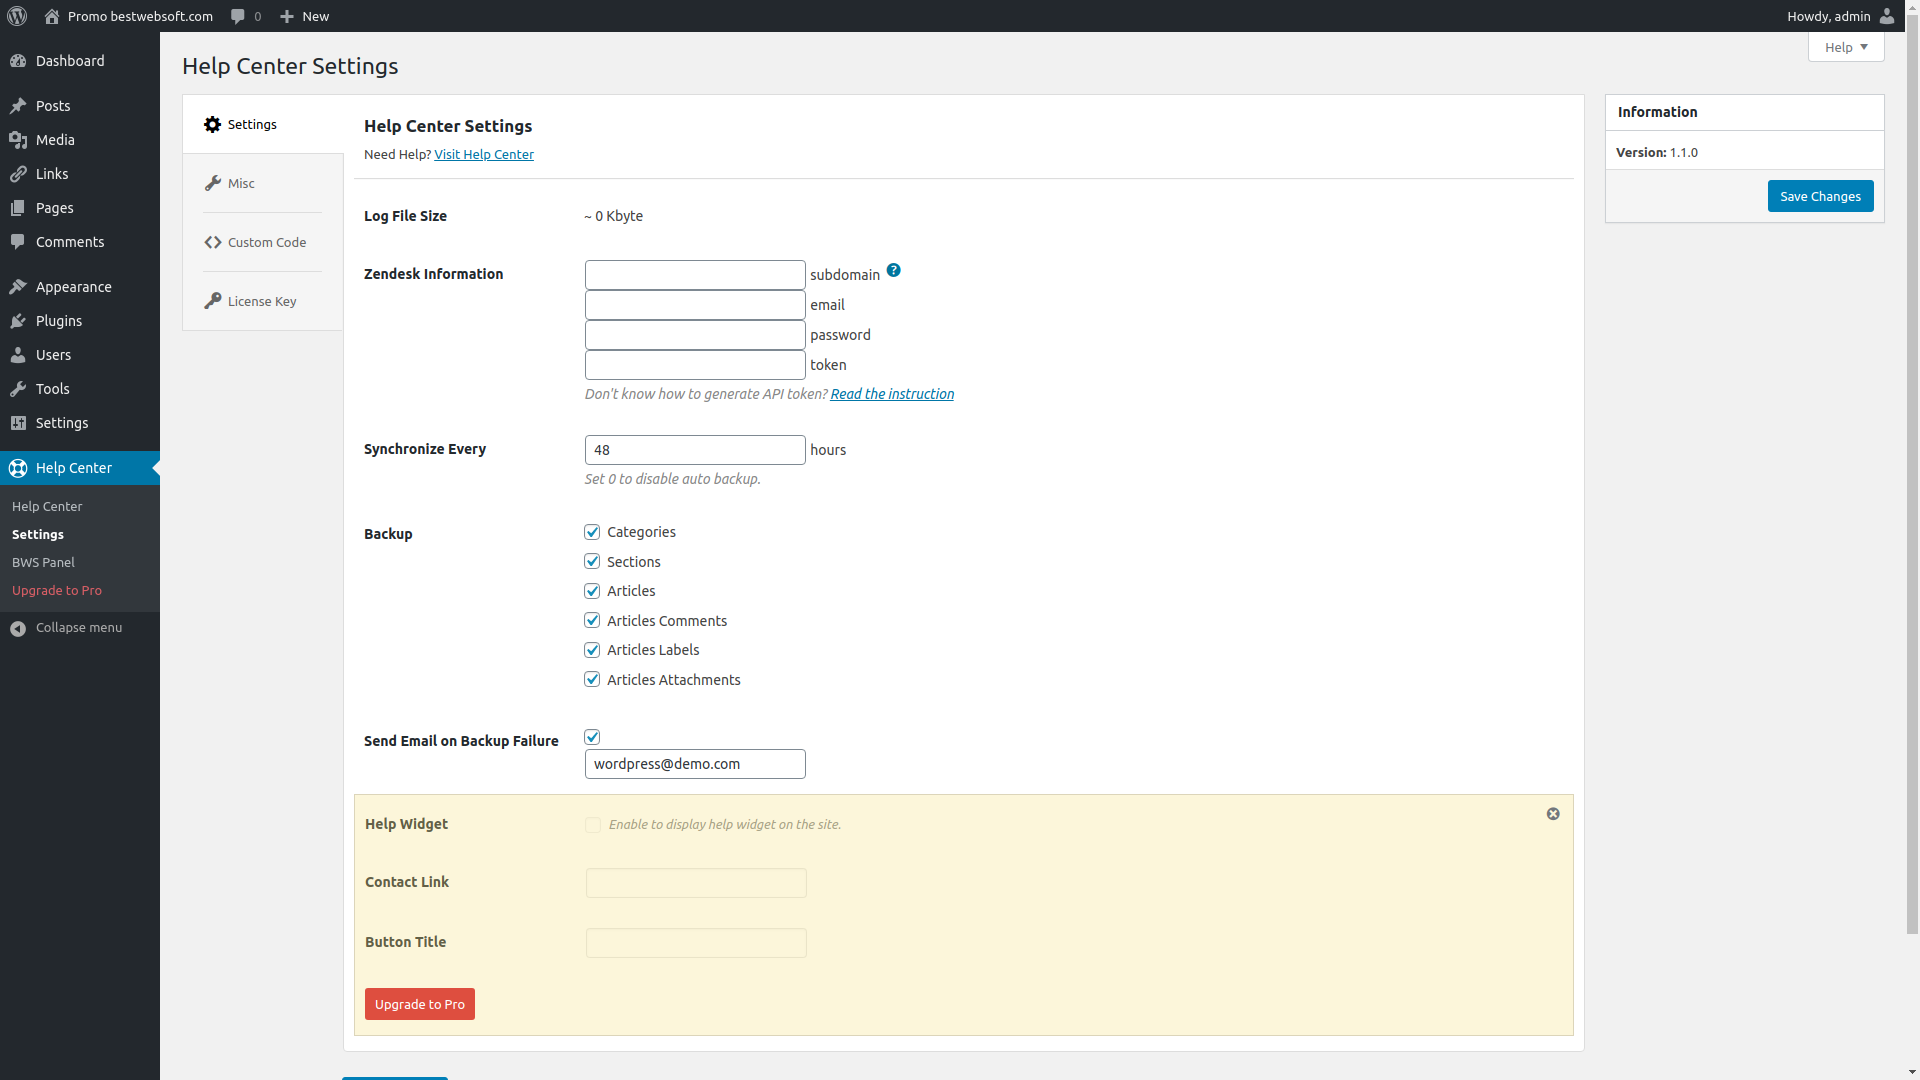 Promo bestwebsoft.com 0 New Howdy, admin
Help
Dashboard
Posts
Media
Links
Pages
Comments
Appearance
Plugins
Users
Tools
Settings
Help Center
Help Center
Settings
BWS Panel
Upgrade to Pro
Collapse menu
Help Center Settings
Settings
Misc
Custom Code
License Key
Help Center Settings
Need Help? Visit Help Center
Log File Size ~ 0 Kbyte
Zendesk Information subdomain ?
email
password
token
Don't know how to generate API token? Read the instruction
Synchronize Every 48 hours
Set 0 to disable auto backup.
Backup Categories
Sections
Articles
Articles Comments
Articles Labels
Articles Attachments
Send Email on Backup Failure
wordpress@demo.com
Help Widget Enable to display help widget on the site.
Contact Link
Button Title
Upgrade to Pro
Information
Version: 1.1.0
Save Changes